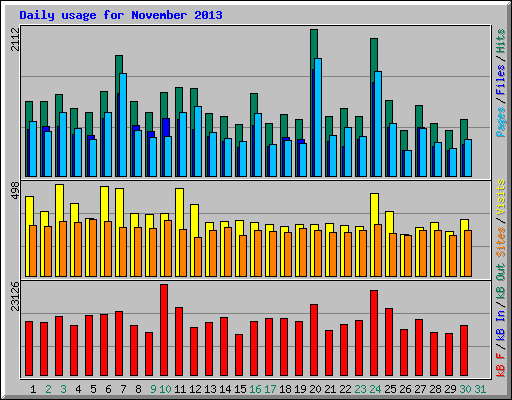 Daily usage for November 2013
2112
Pages / Files / Hits
498
Sites / Visits
23126
kB F / kB In / kB Out
1 2 3 4 5 6 7 8 9 10 11 12 13 14 15 16 17 18 19 20 21 22 23 24 25 26 27 28 29 30 31